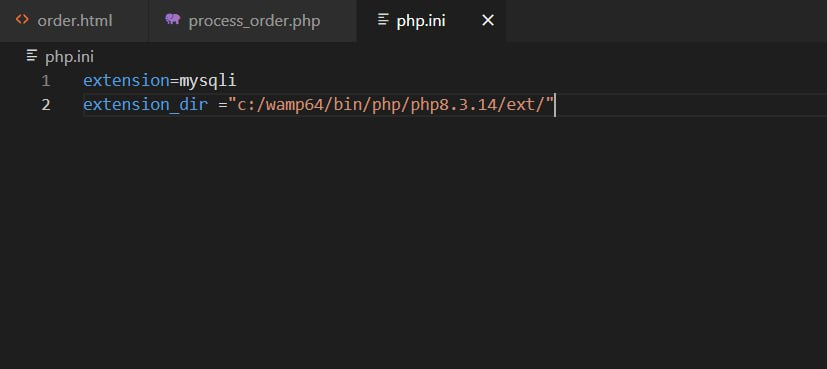 order.html process_order.php php.ini
php.ini
1 extension=mysqli
2 extension_dir ="c:/wamp64/bin/php/php8.3.14/ext/"